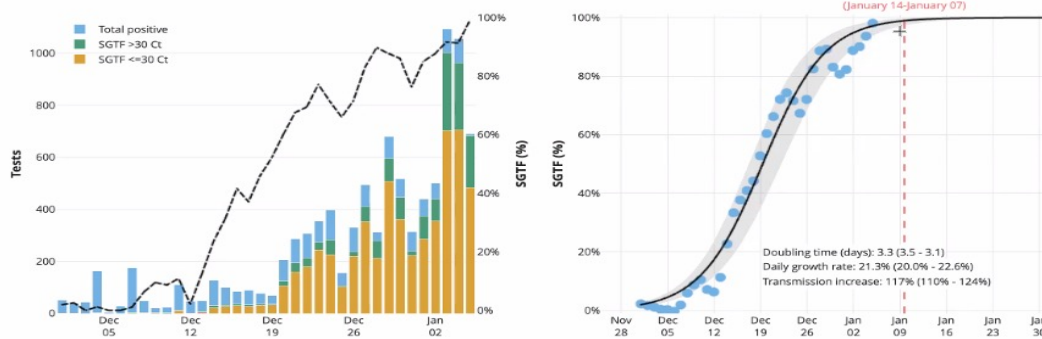 Total positive
SGTF >30 Ct
SGTF <=30 Ct
Tests
1000
800
600
400
200
0
100%
80%
60%
40%
20%
0%
SGTF (%)
Dec 05
Dec 12
Dec 19
Dec 26
Jan 02
(January 14-January 07)
SGTF (%)
100%
80%
60%
40%
20%
0%
Doubling time (days): 3.3 (3.5 - 3.1)
Daily growth rate: 21.3% (20.0% - 22.6%)
Transmission increase: 117% (110% - 124%)
Nov 28
Dec 05
Dec 12
Dec 19
Dec 26
Jan 02
Jan 09
Jan 16
Jan 23
Jan 30